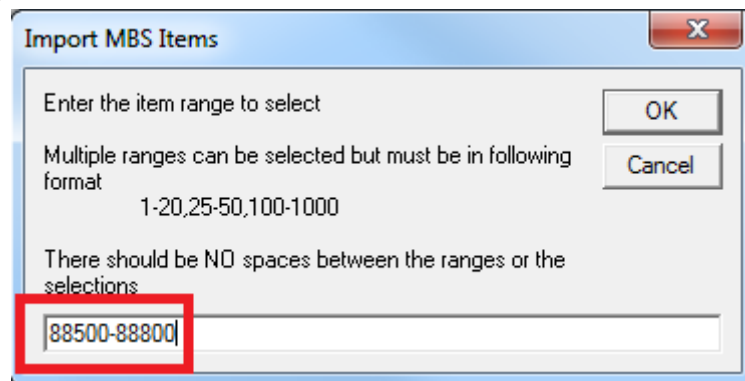 Import MBS Items
Enter the item range to select
OK
Multiple ranges can be selected but must be in following
format
Cancel
1-20,25-50,100-1000
There should be NO spaces between the ranges or the
selections
88500-88800